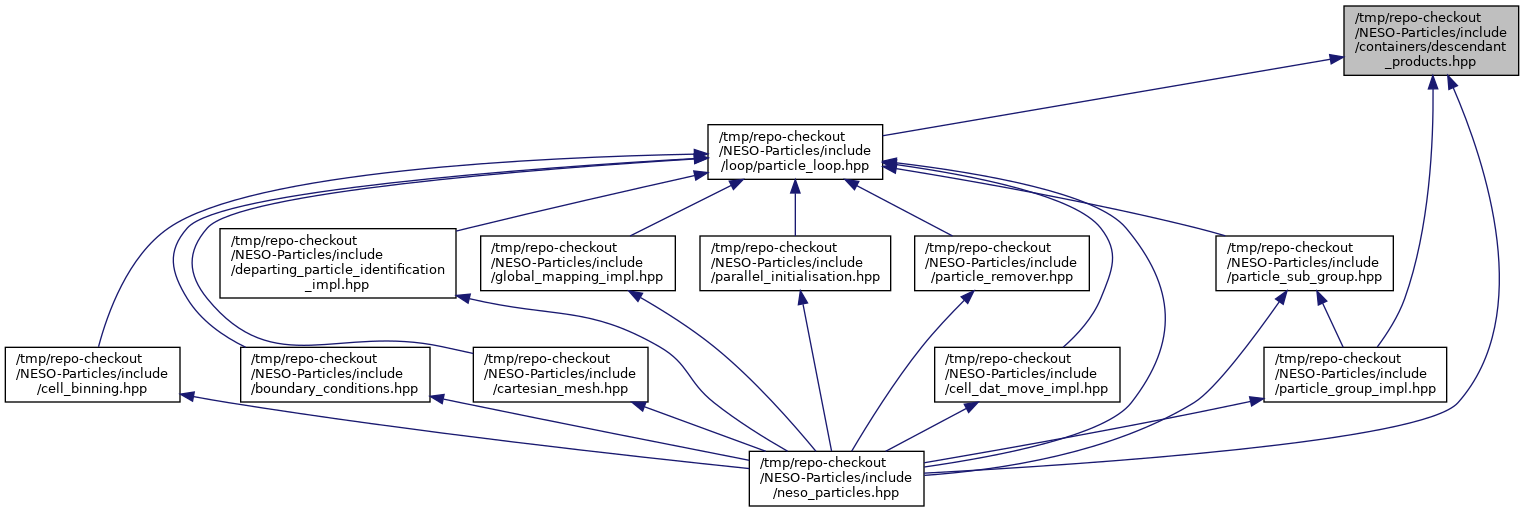 /tmp/repo-checkout
/NESO-Particles/include
/containers/descendant
_products.hpp
/tmp/repo-checkout
/NESO-Particles/include
/loop/particle_loop.hpp
/tmp/repo-checkout
/NESO-Particles/include
/departing_particle_identification
_impl.hpp
/tmp/repo-checkout
/NESO-Particles/include
/global_mapping_impl.hpp
/tmp/repo-checkout
/NESO-Particles/include
/parallel_initialisation.hpp
/tmp/repo-checkout
/NESO-Particles/include
/particle_remover.hpp
/tmp/repo-checkout
/NESO-Particles/include
/particle_sub_group.hpp
/tmp/repo-checkout
/NESO-Particles/include
/cell_binning.hpp
/tmp/repo-checkout
/NESO-Particles/include
/boundary_conditions.hpp
/tmp/repo-checkout
/NESO-Particles/include
/cartesian_mesh.hpp
/tmp/repo-checkout
/NESO-Particles/include
/cell_dat_move_impl.hpp
/tmp/repo-checkout
/NESO-Particles/include
/particle_group_impl.hpp
/tmp/repo-checkout
/NESO-Particles/include
/neso_particles.hpp